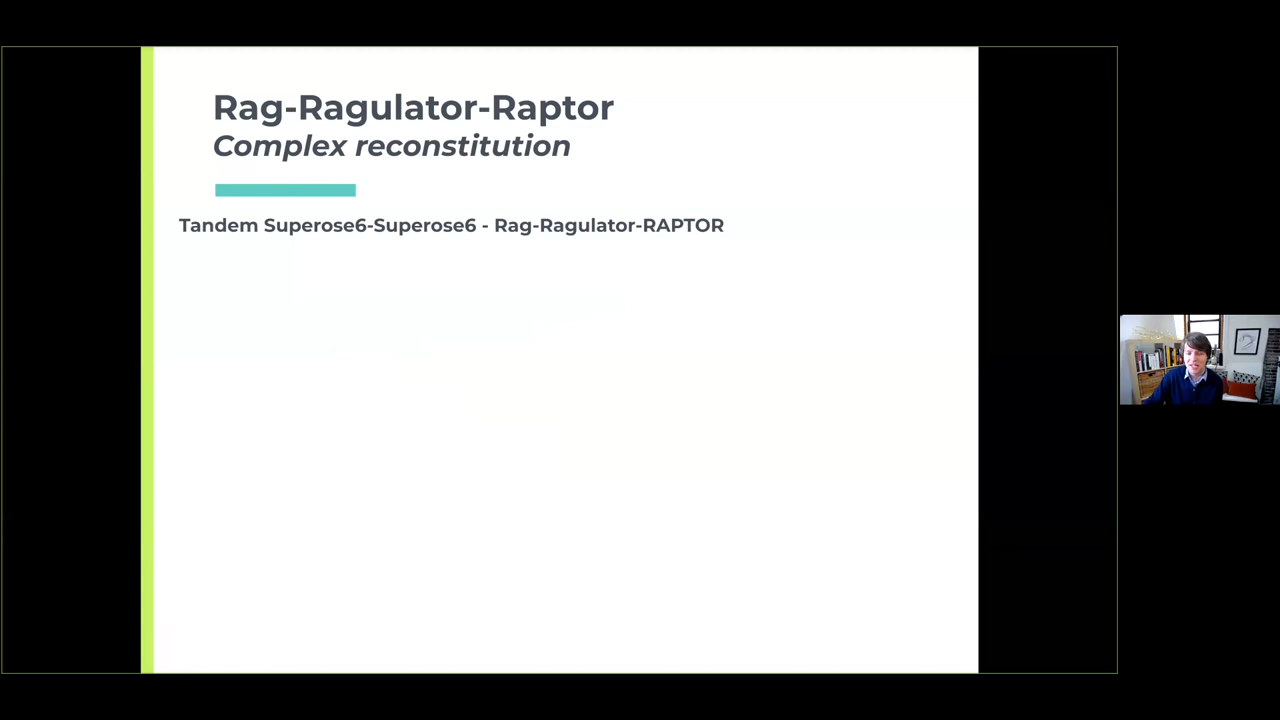 Rag-Ragulator-Raptor
Complex reconstitution
Tandem Superose6-Superose6 - Rag-Ragulator-RAPTOR